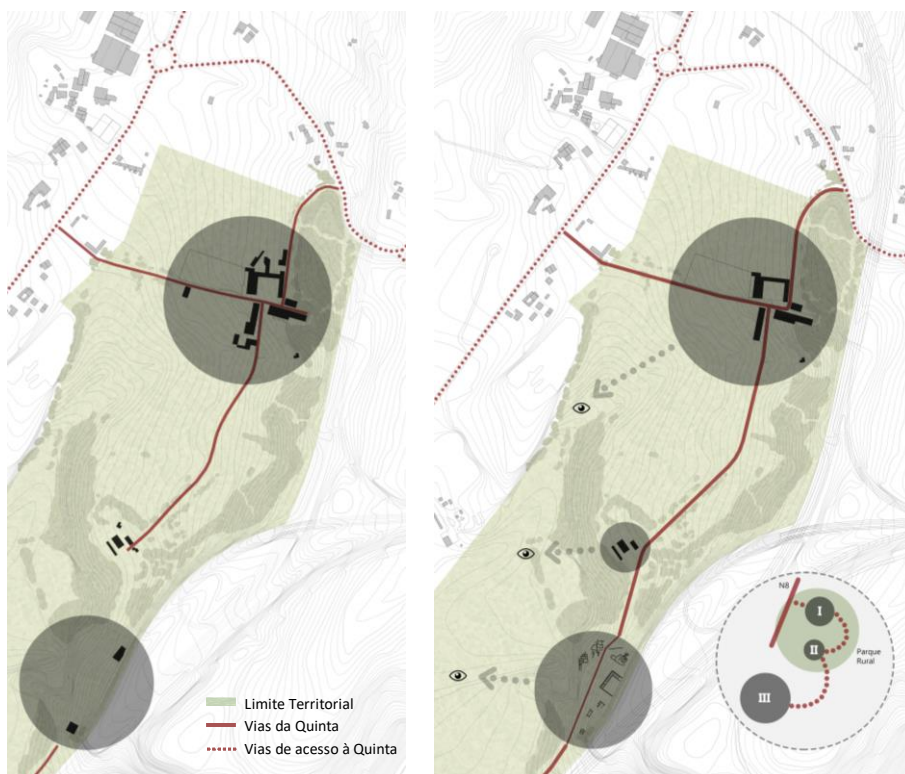 Limite Territorial
Vias da Quinta
Vias de acesso à Quinta
N8
I
II
Parque
Rural
III